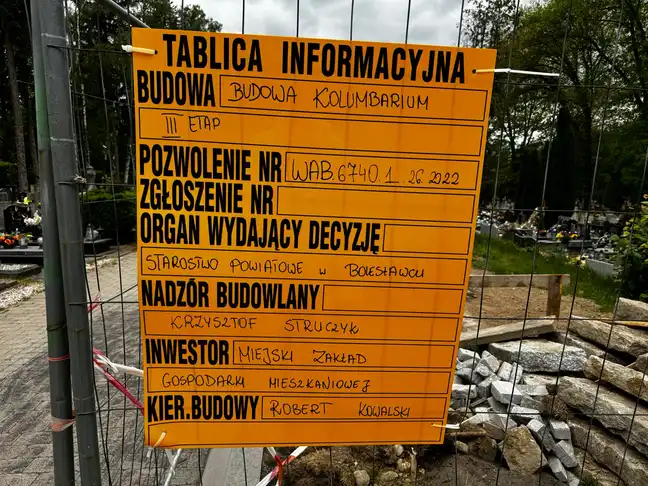 TABLICA INFORMACYJNA
BUDOWA BUDOWA KOLUMBARIUM
III ETAP
POZWOLENIE NR WAB.6740.1.26.2022
ZGŁOSZENIE NR
ORGAN WYDAJĄCY DECYZJĘ
STAROSTWO POWIATOWE W BOLESŁAWCU
NADZÓR BUDOWLANY
KRZYSZTOF STRUCZYK
INWESTOR MIEJSKI ZAKŁAD
GOSPODARKI MIESZKANIOWEJ
KIER.BUDOWY ROBERT KOWALSKI